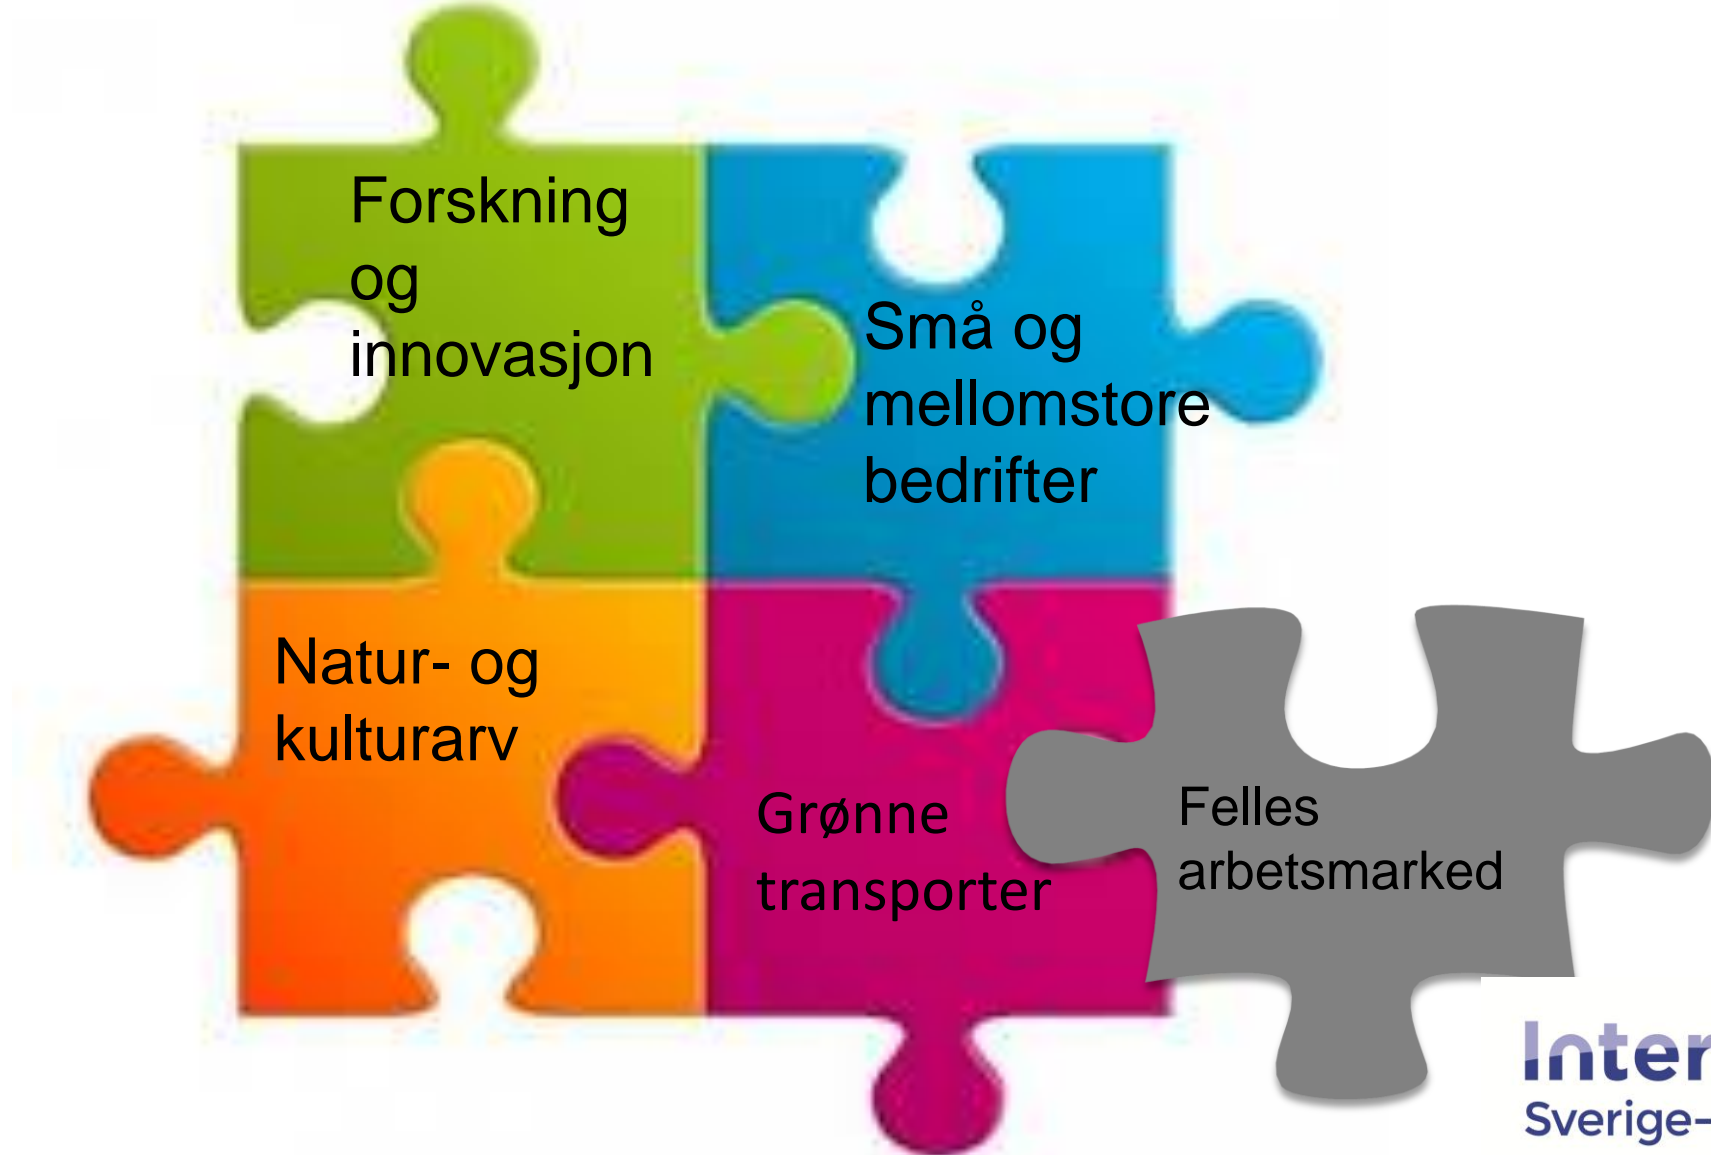 Forskning
og
innovasjon
Små og
mellomstore
bedrifter
Natur- og
kulturarv
Grønne
transporter
Felles
arbetsmarked
Inter
Sverige-